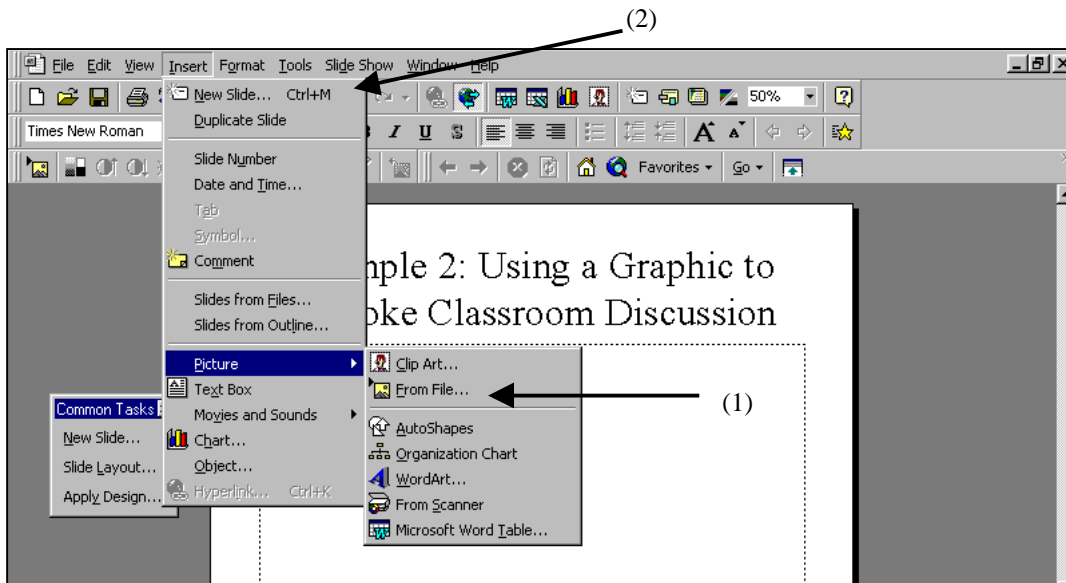 (2)
File Edit View Insert Format Tools Slide Show Window Help
New Slide... Ctrl+M
50%
Times New Roman
Duplicate Slide
I U S
A A
Slide Number
Favorites Go
Date and Time...
Tab
Symbol...
Comment
mple 2: Using a Graphic to
oke Classroom Discussion
Slides from Files...
Slides from Outline...
Picture
Clip Art...
Text Box
From File...
(1)
Common Tasks
Movies and Sounds
New Slide...
Chart...
AutoShapes
Slide Layout...
Object...
Organization Chart
Apply Design...
Hyperlink... Ctrl+K
WordArt...
From Scanner
Microsoft Word Table...